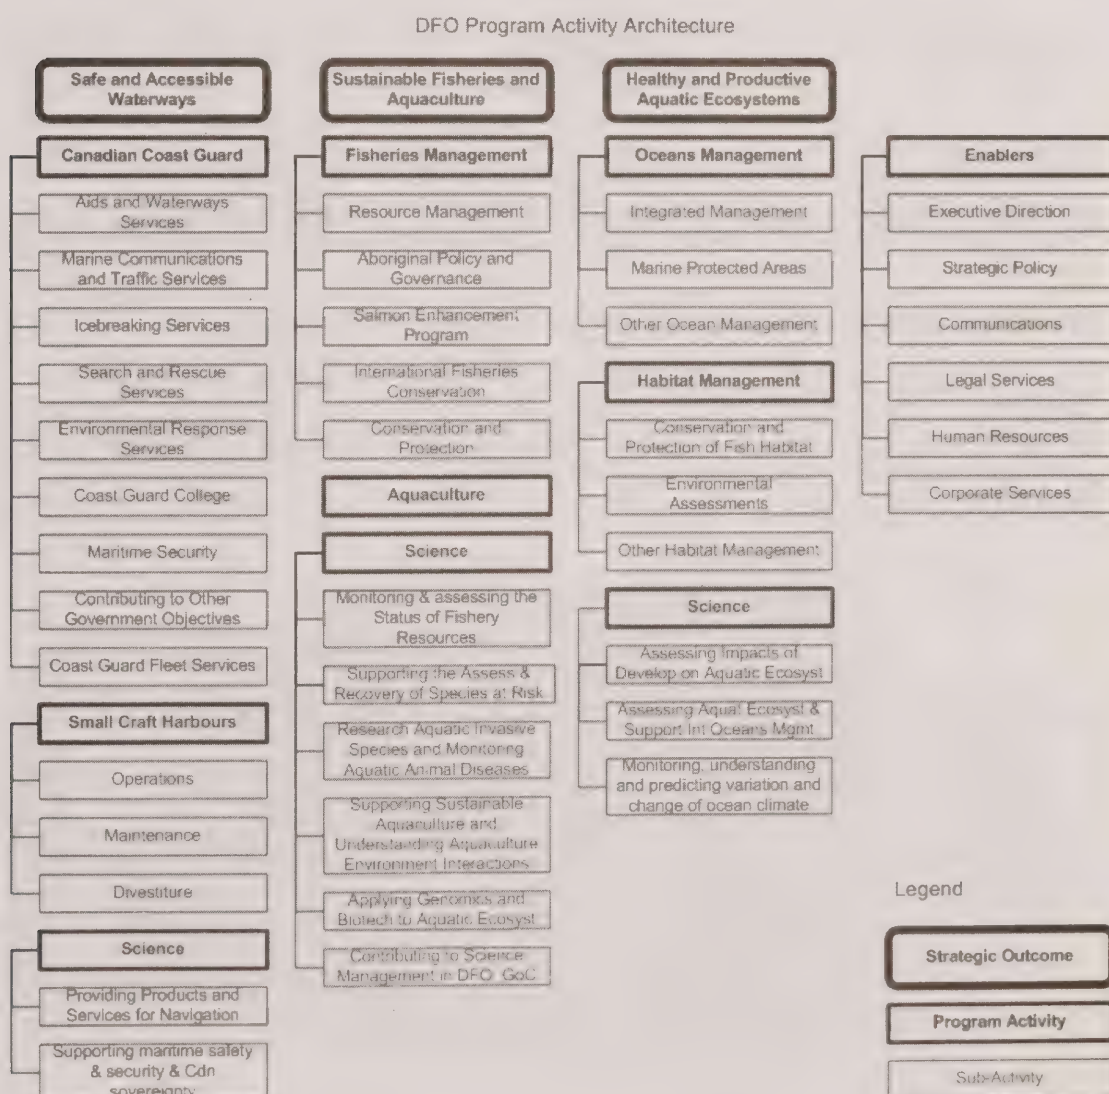 DFO Program Activity Architecture
Safe and Accessible
Waterways
Canadian Coast Guard
Aids and Waterways
Services
Marine Communications
and Traffic Services
Icebreaking Services
Search and Rescue
Services
Environmental Response
Services
Coast Guard College
Maritime Security
Contributing to Other
Government Objectives
Coast Guard Fleet Services
Small Craft Harbours
Operations
Maintenance
Divestiture
Science
Providing Products and
Services for Navigation
Supporting maritime safety
& security & Cdn
sovereignty
Sustainable Fisheries and
Aquaculture
Fisheries Management
Resource Management
Aboriginal Policy and
Governance
Salmon Enhancement
Program
International Fisheries
Conservation
Conservation and
Protection
Aquaculture
Science
Monitoring & assessing the
Status of Fishery
Resources
Supporting the Assess &
Recovery of Species at Risk
Research Aquatic Invasive
Species and Monitoring
Aquatic Animal Diseases
Supporting Sustainable
Aquaculture and
Understanding Aquaculture
Environment Interactions
Applying Genomics and
Biotech to Aquatic Ecosyst
Contributing to Science
Management in DFO GoC
Healthy and Productive
Aquatic Ecosystems
Oceans Management
Integrated Management
Marine Protected Areas
Other Ocean Management
Habitat Management
Conservation and
Protection of Fish Habitat
Environmental
Assessments
Other Habitat Management
Science
Assessing Impacts of
Develop on Aquatic Ecosyst
Assessing Aquat Ecosyst &
Support Int Oceans Mgmt
Monitoring, understanding
and predicting variation and
change of ocean climate
Enablers
Executive Direction
Strategic Policy
Communications
Legal Services
Human Resources
Corporate Services
Legend
Strategic Outcome
Program Activity
Sub-Activity